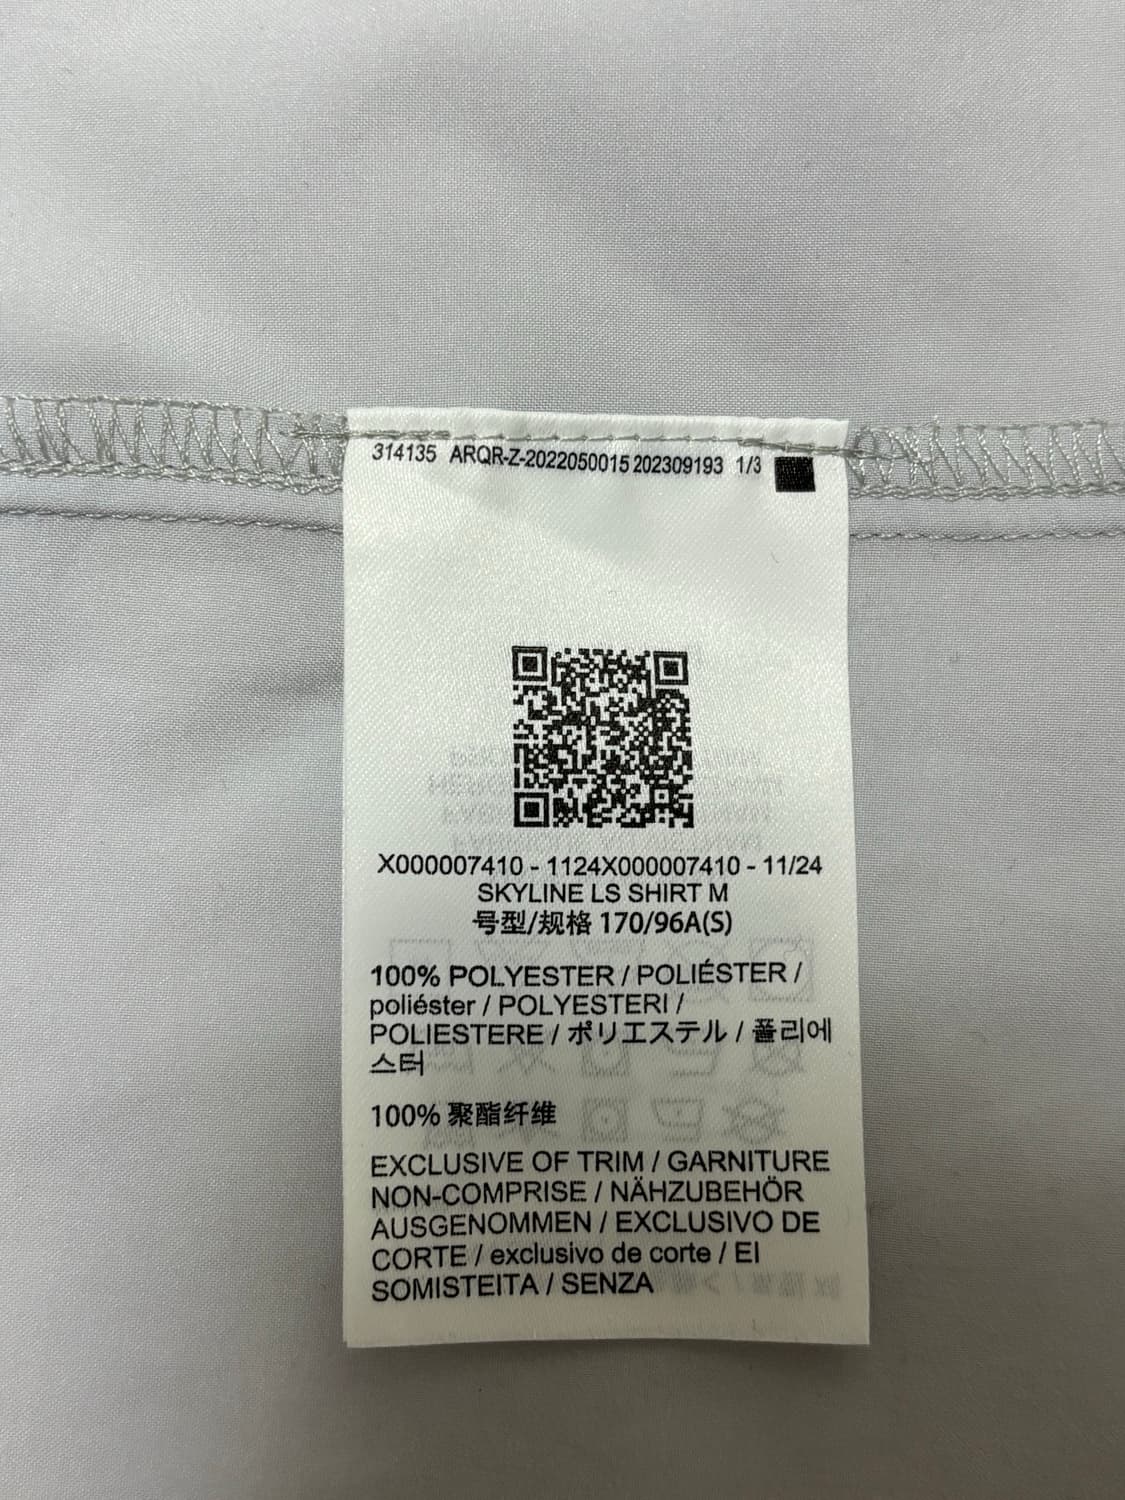 314135 ARQR-Z-2022050015 202309193 1/3
X000007410 - 1124X000007410 - 11/24
SKYLINE LS SHIRT M
号型/规格 170/96A(S)
100% POLYESTER / POLIÉSTER /
poliéster / POLYESTERI /
POLIESTERE / ポリエステル / 폴리에
스터
100% 聚酯纤维
EXCLUSIVE OF TRIM / GARNITURE
NON-COMPRISE / NÄHZUBEHÖR
AUSGENOMMEN / EXCLUSIVO DE
CORTE / exclusivo de corte / EI
SOMISTEITA / SENZA